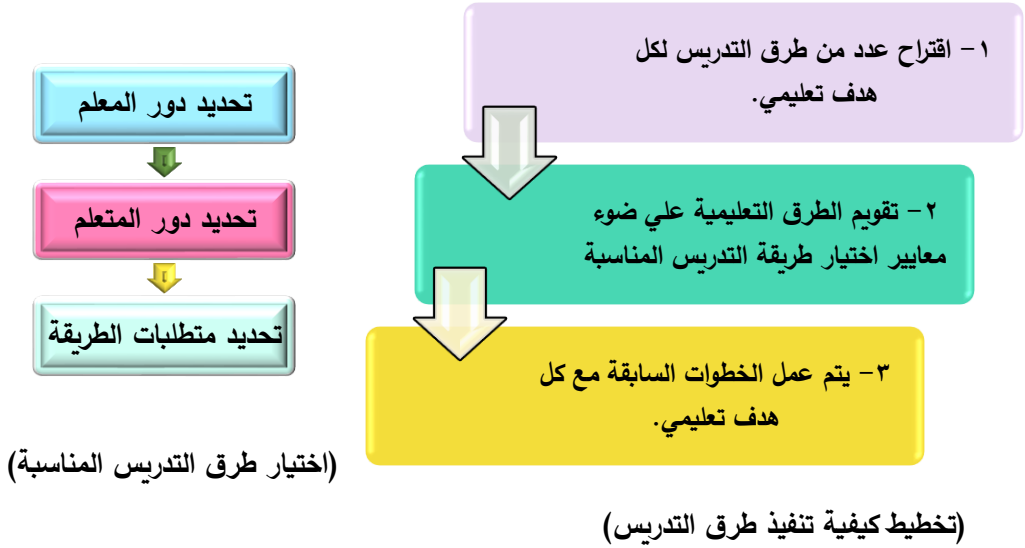 ١- اقتراح عدد من طرق التدريس لكل
هدف تعليمي.
٢- تقويم الطرق التعليمية علي ضوء
معايير اختيار طريقة التدريس المناسبة
٣- يتم عمل الخطوات السابقة مع كل
هدف تعليمي.
(تخطيط كيفية تنفيذ طرق التدريس)
تحديد دور المعلم
تحديد دور المتعلم
تحديد متطلبات الطريقة
(اختيار طرق التدريس المناسبة)